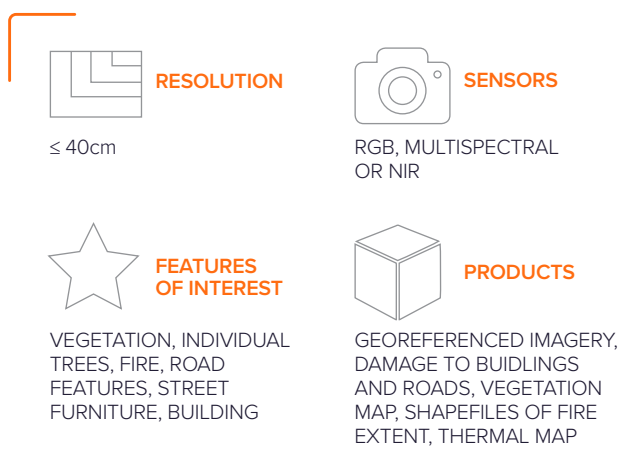 RESOLUTION
≤ 40cm
SENSORS
RGB, MULTISPECTRAL
OR NIR
FEATURES
OF INTEREST
VEGETATION, INDIVIDUAL
TREES, FIRE, ROAD
FEATURES, STREET
FURNITURE, BUILDING
PRODUCTS
GEOREFERENCED IMAGERY,
DAMAGE TO BUIDLINGS
AND ROADS, VEGETATION
MAP, SHAPEFILES OF FIRE
EXTENT, THERMAL MAP